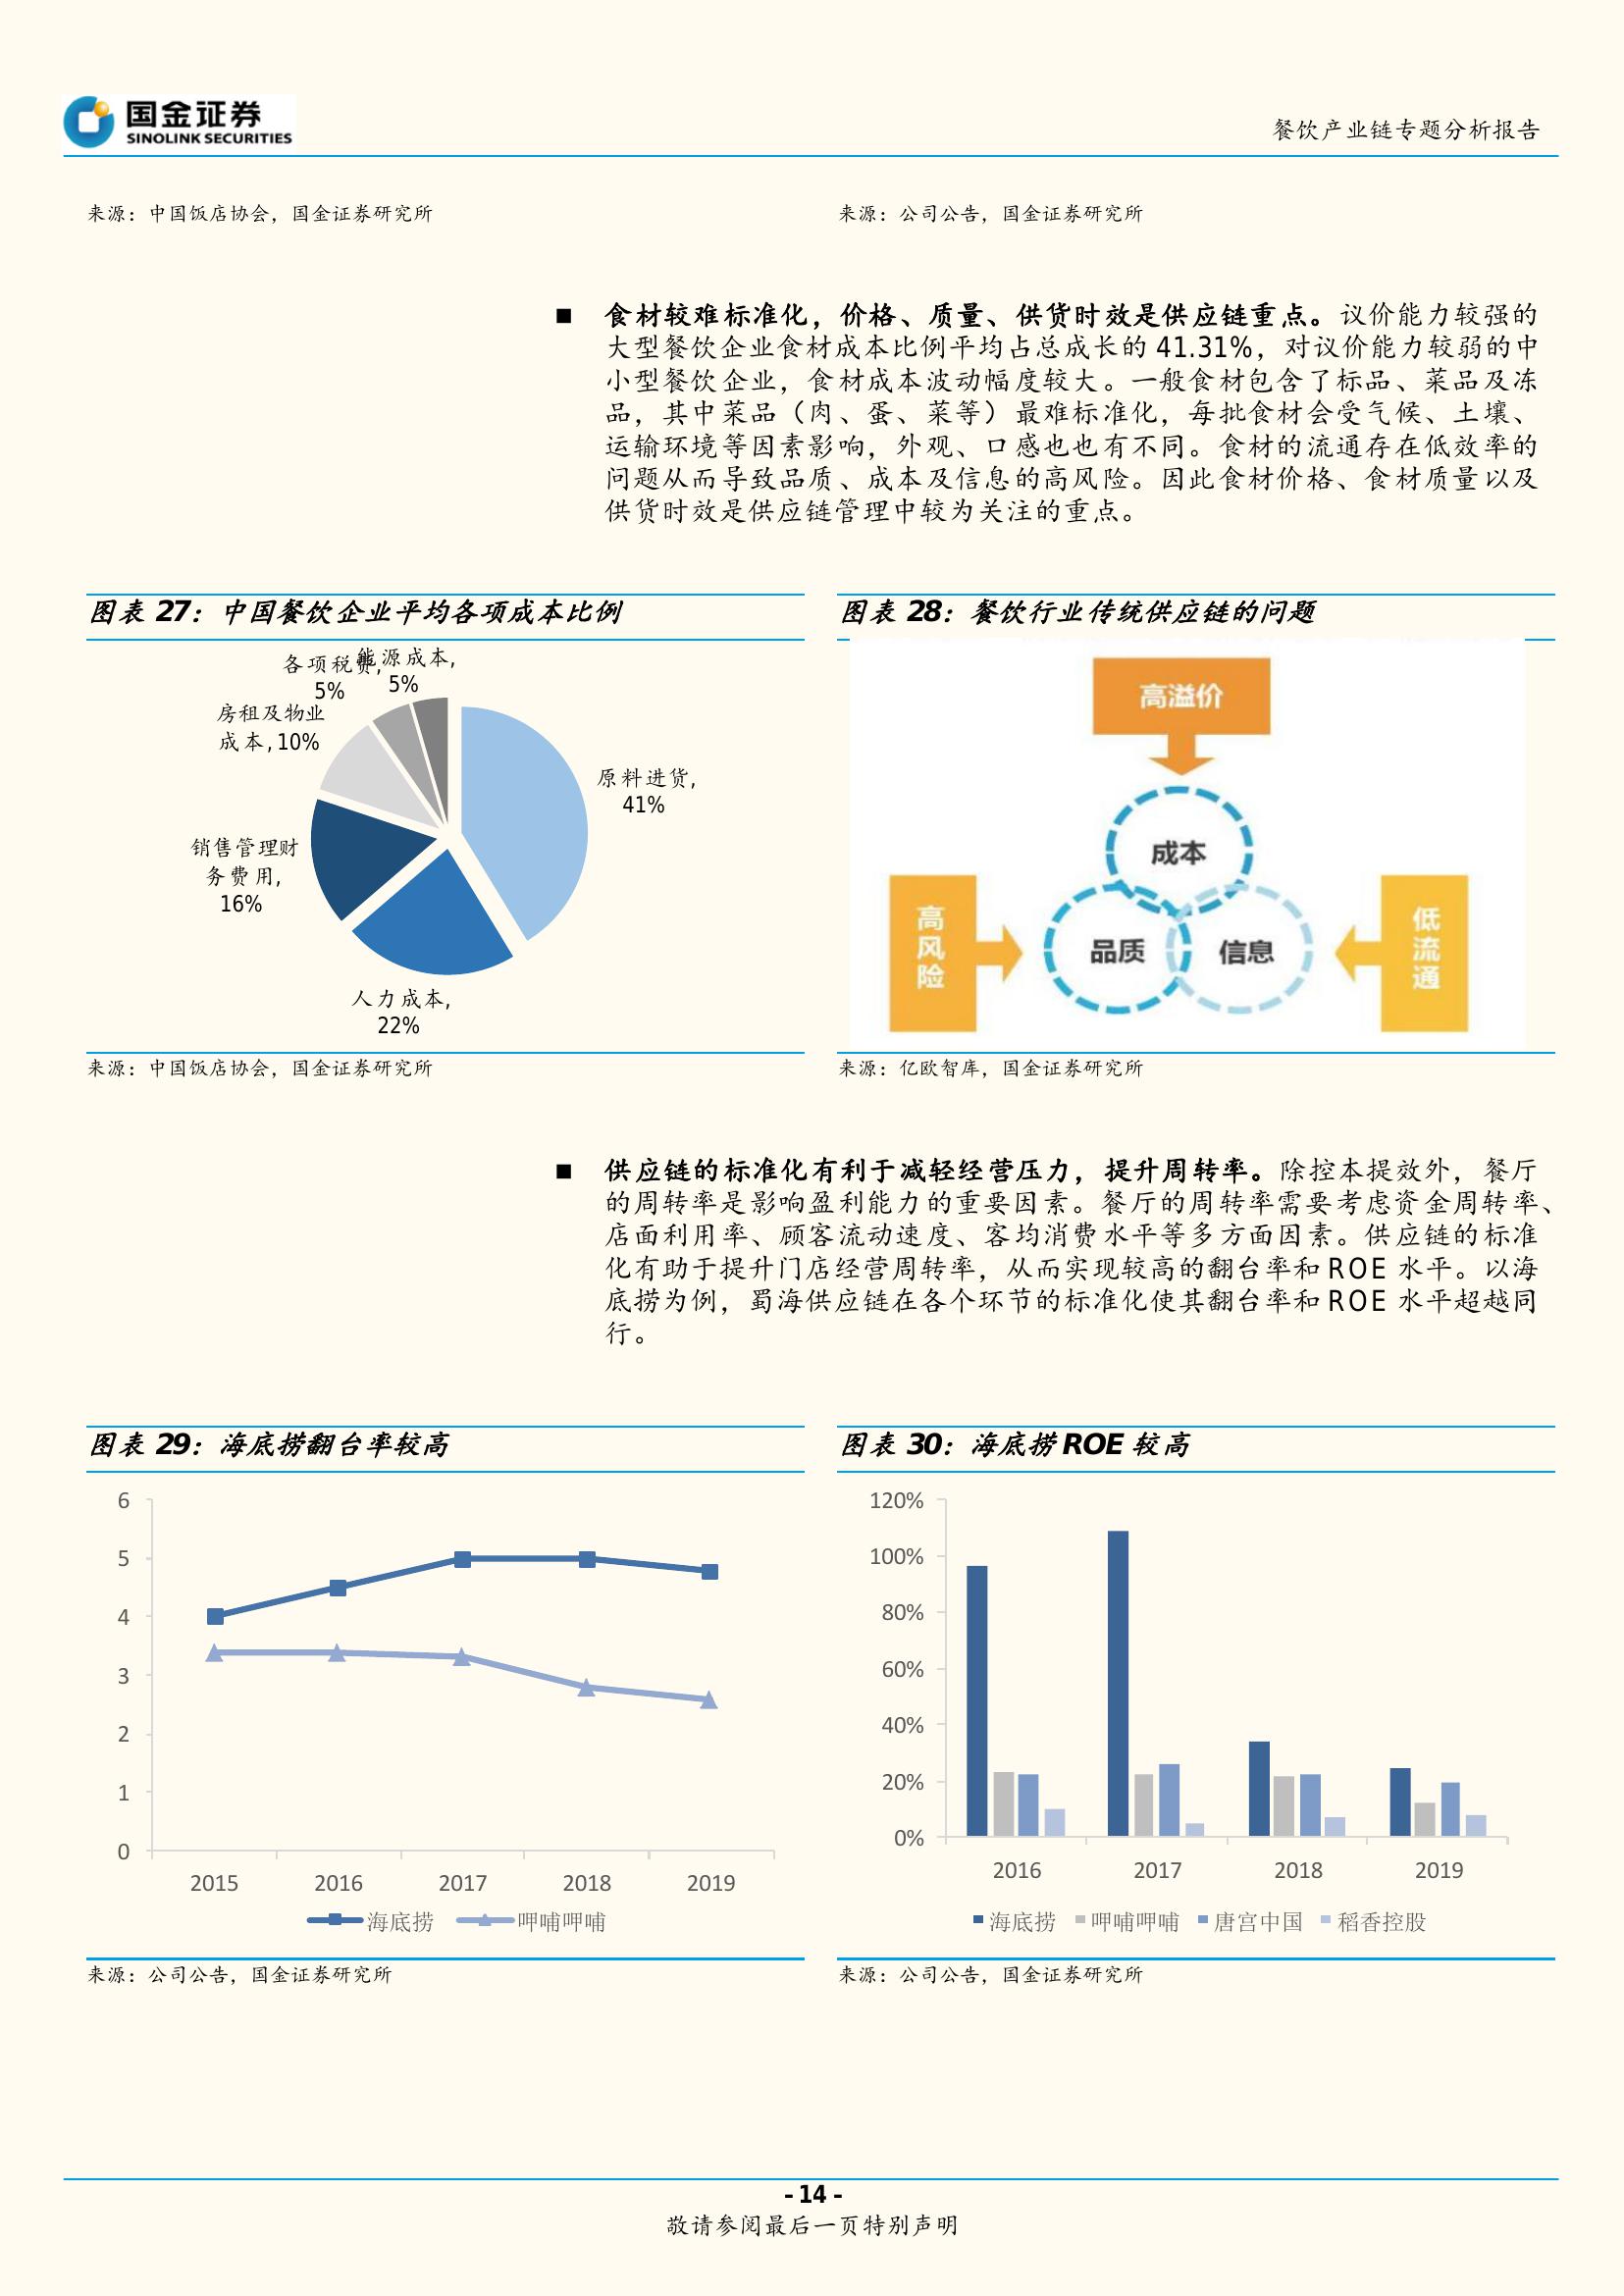 国金证券
SINOLINK SECURITIES
餐饮产业链专题分析报告
来源：中国饭店协会，国金证券研究所
来源：公司公告，国金证券研究所
■ 食材较难标准化，价格、质量、供货时效是供应链重点。议价能力较强的
大型餐饮企业食材成本比例平均占总成长的 41.31%，对议价能力较弱的中
小型餐饮企业，食材成本波动幅度较大。一般食材包含了标品、菜品及冻
品，其中菜品（肉、蛋、菜等）最难标准化，每批食材会受气候、土壤、
运输环境等因素影响，外观、口感也也有不同。食材的流通存在低效率的
问题从而导致品质、成本及信息的高风险。因此食材价格、食材质量以及
供货时效是供应链管理中较为关注的重点。
图表 27：中国餐饮企业平均各项成本比例
各项税费,
5%
能源成本,
5%
房租及物业
成本, 10%
原料进货,
41%
销售管理财
务费用,
16%
人力成本,
22%
来源：中国饭店协会，国金证券研究所
图表 28：餐饮行业传统供应链的问题
高溢价
成本
高风险
品质
信息
低流通
来源：亿欧智库，国金证券研究所
■ 供应链的标准化有利于减轻经营压力，提升周转率。除控本提效外，餐厅
的周转率是影响盈利能力的重要因素。餐厅的周转率需要考虑资金周转率、
店面利用率、顾客流动速度、客均消费水平等多方面因素。供应链的标准
化有助于提升门店经营周转率，从而实现较高的翻台率和 ROE 水平。以海
底捞为例，蜀海供应链在各个环节的标准化使其翻台率和 ROE 水平超越同
行。
图表 29：海底捞翻台率较高
6
5
4
3
2
1
0
2015 2016 2017 2018 2019
海底捞 呷哺呷哺
来源：公司公告，国金证券研究所
图表 30：海底捞 ROE 较高
120%
100%
80%
60%
40%
20%
0%
2016 2017 2018 2019
海底捞 呷哺呷哺 唐宫中国 稻香控股
来源：公司公告，国金证券研究所
- 14 -
敬请参阅最后一页特别声明